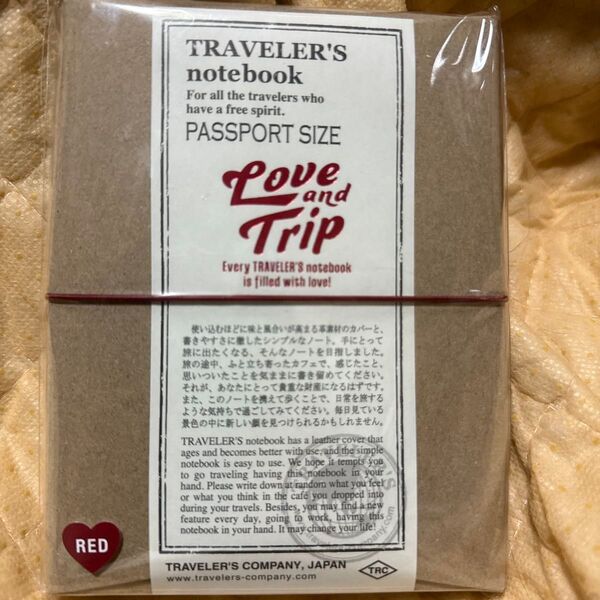 TRAVELER'S
notebook
For all the travelers who
have a free spirit.
PASSPORT SIZE
Love
and
Trip
Every TRAVELER'S notebook
is filled with love!
使い込むほどに味と風合いが高まる革素材のカバーと、
書きやすさに徹したシンプルなノート。手にとって
旅に出たくなる、そんなノートを目指しました。
旅の途中、ふと立ち寄ったカフェで、感じたこと、
思いついたことを気ままに書き留めてください。
それが、あなたにとって貴重な財産になるはずです。
また、このノートを携えて歩くことで、日常を旅する
ような気持ちで過ごしてみてください。毎日見ている
景色の中に新しい顔を見つけられるかもしれません。
TRAVELER'S notebook has a leather cover that
ages and becomes better with use, and the simple
notebook is easy to use. We hope it tempts you
to go traveling having this notebook in your
hand. Please write down at random what you feel
or what you think in the café you dropped into
during your travels. Besides, you may find a new
feature every day, going to work, having this
notebook in your hand. It may change your life!
RED
TRAVELER'S COMPANY, JAPAN
www.travelers-company.com
TRC